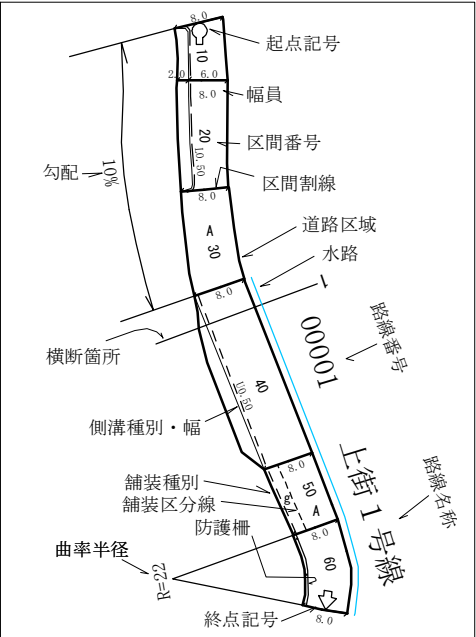 8.0
起点記号
10
2.0
6.0
8.0
幅員
20
区間番号
L0.50
区間割線
8.0
勾配
10%
A
30
道路区域
水路
8.0
1
横断箇所
路線番号
00001
40
U0.50
側溝種別・幅
8.0
上街1号線
路線名称
舗装種別
50
A
舗装区分線
8.0
防護柵
60
曲率半径
R=22
終点記号
8.0